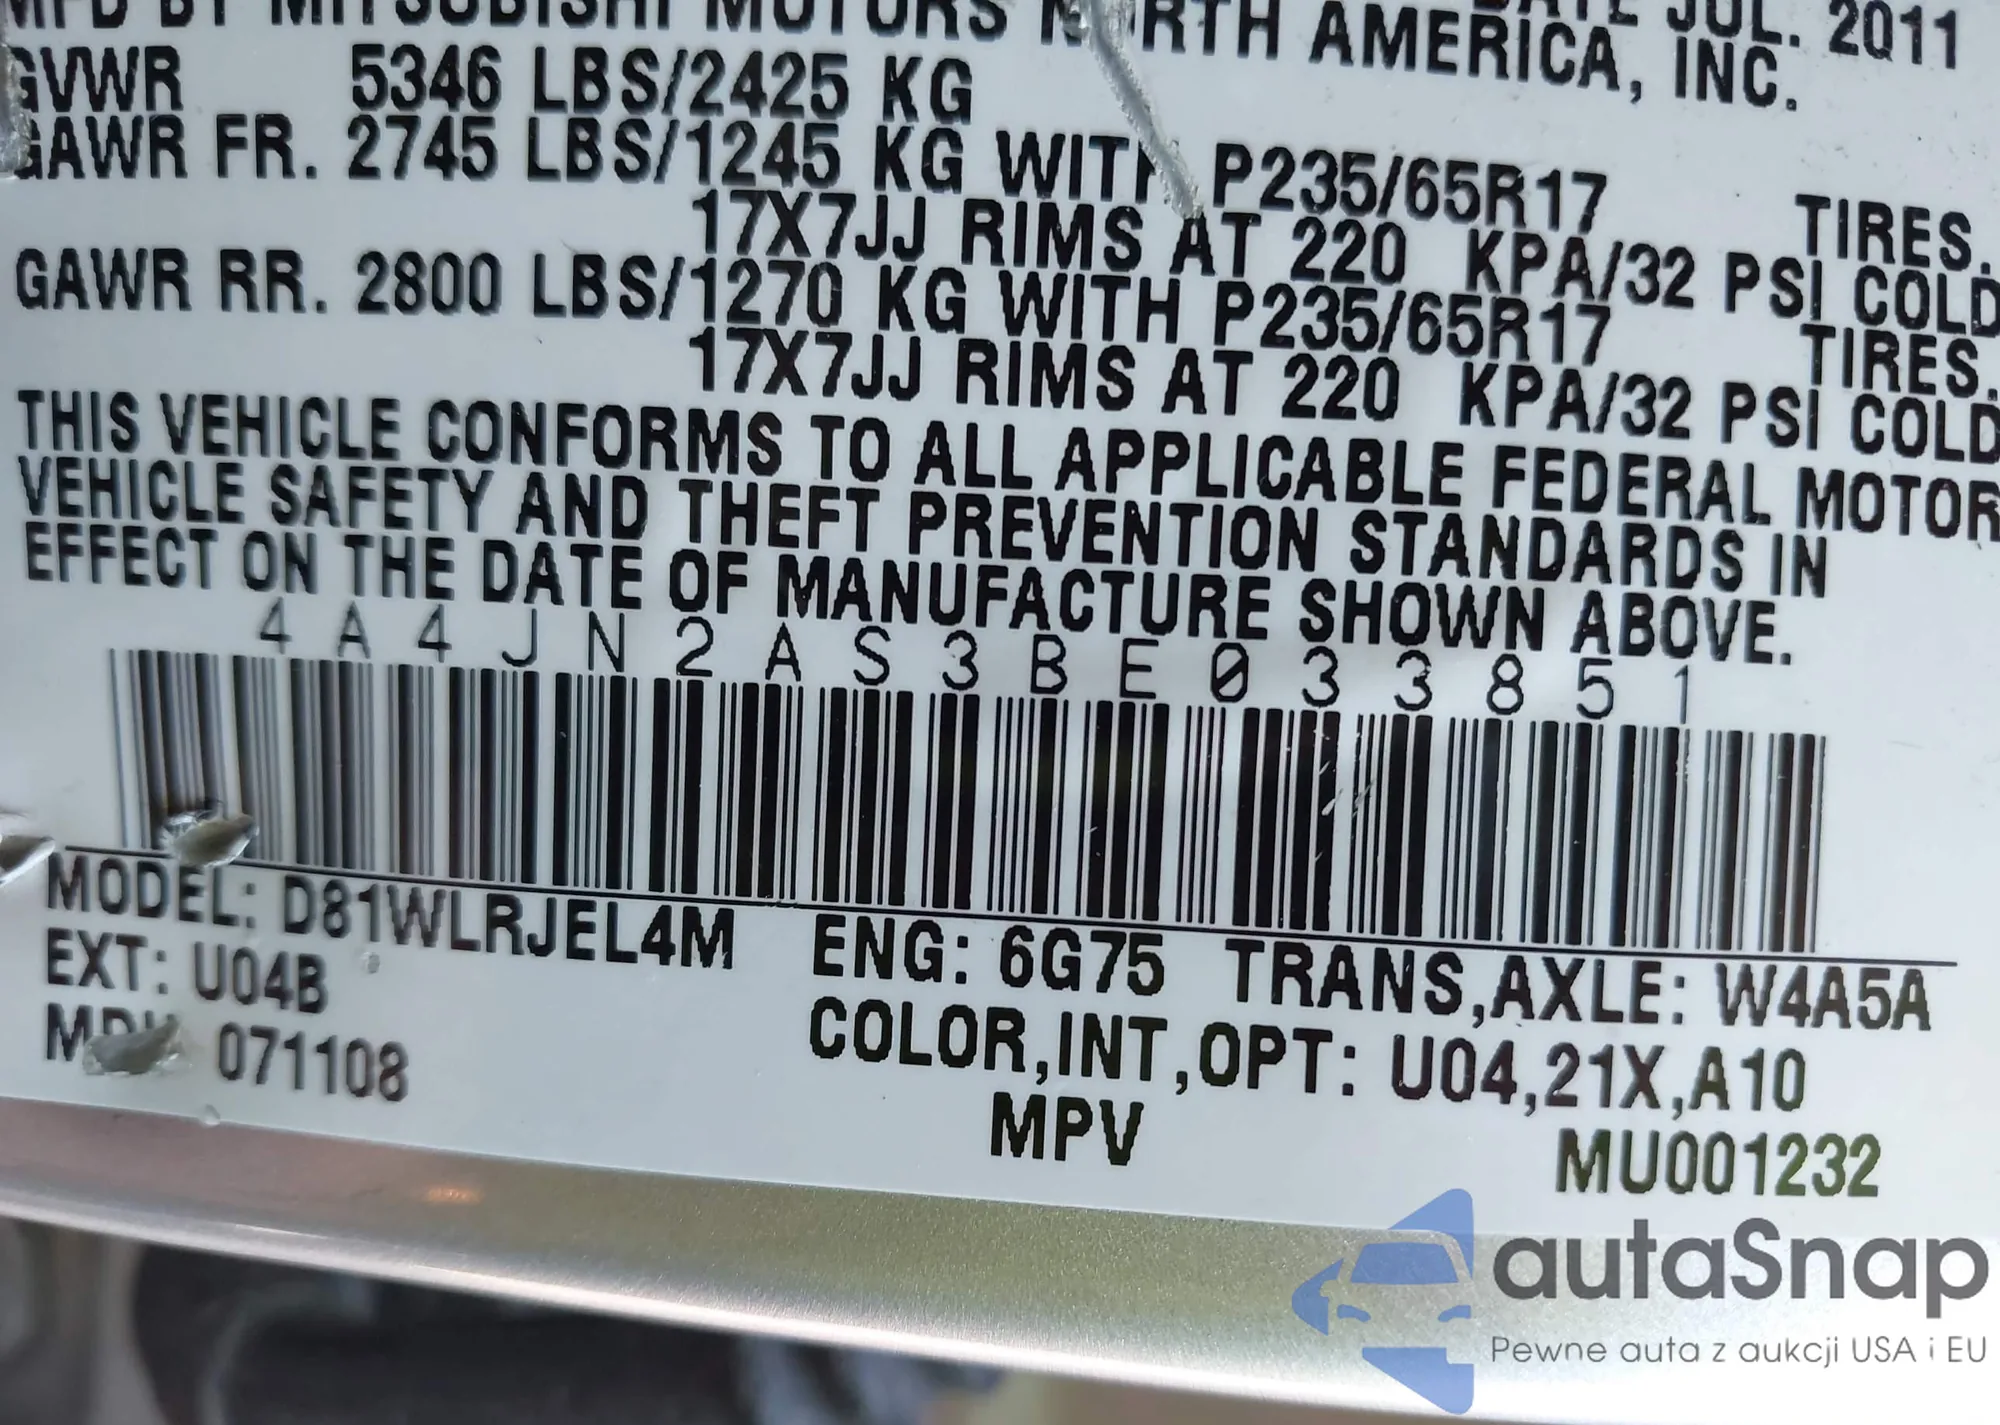 MFD BY MITSUBISHI MOTORS NORTH AMERICA, INC.
DATE JUL. 2011
GVWR 5346 LBS/2425 KG
GAWR FR. 2745 LBS/1245 KG WITH P235/65R17 TIRES.
17X7JJ RIMS AT 220 KPA/32 PSI COLD
GAWR RR. 2800 LBS/1270 KG WITH P235/65R17 TIRES.
17X7JJ RIMS AT 220 KPA/32 PSI COLD
THIS VEHICLE CONFORMS TO ALL APPLICABLE FEDERAL MOTOR
VEHICLE SAFETY AND THEFT PREVENTION STANDARDS IN
EFFECT ON THE DATE OF MANUFACTURE SHOWN ABOVE.
4A4JN2AS3BE033851
MODEL: D81WLRJEL4M ENG: 6G75 TRANS,AXLE: W4A5A
EXT: U04B COLOR,INT,OPT: U04,21X,A10
071108 MPV
MU001232
autaSnap
Pewne auta z aukcji USA i EU